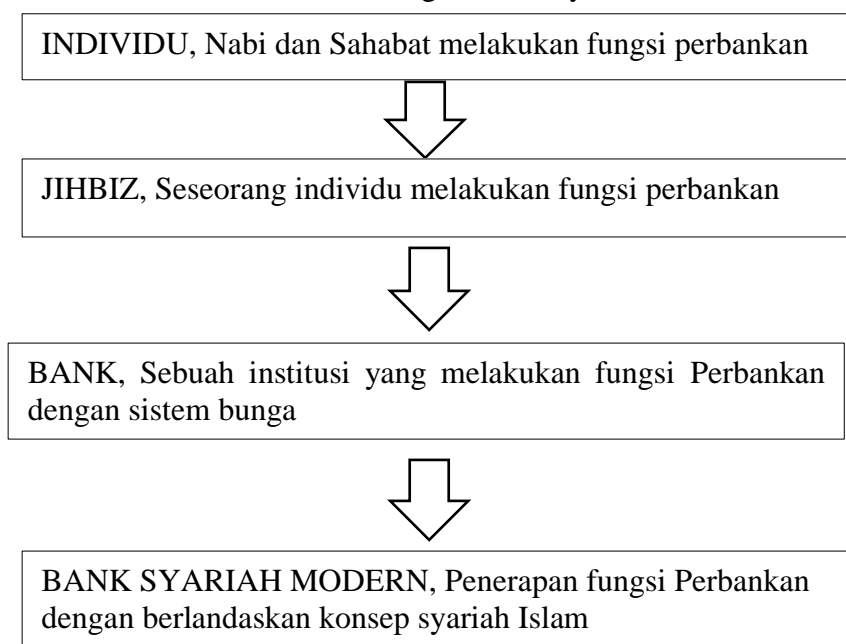 INDIVIDU, Nabi dan Sahabat melakukan fungsi perbankan
JIHBIZ, Seseorang individu melakukan fungsi perbankan
BANK, Sebuah institusi yang melakukan fungsi Perbankan
dengan sistem bunga
BANK SYARIAH MODERN, Penerapan fungsi Perbankan
dengan berlandaskan konsep syariah Islam